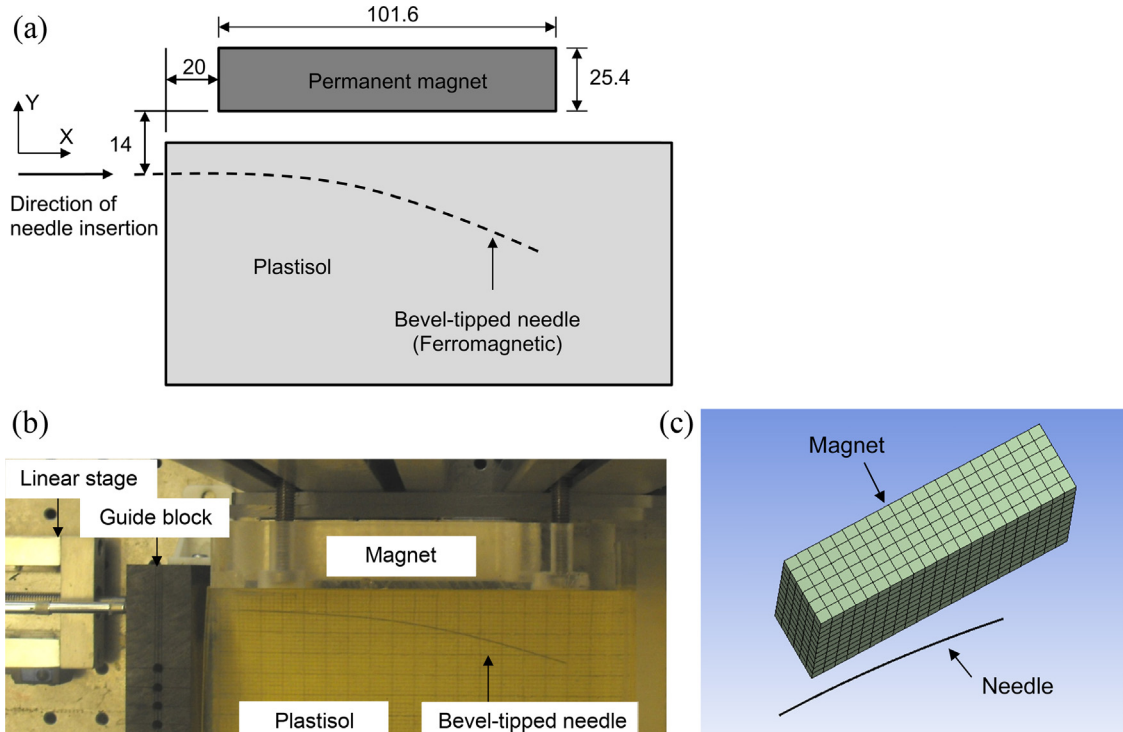 (a)
101.6
20
Permanent magnet
25.4
Y
X
14
Direction of
needle insertion
Plastisol
Bevel-tipped needle
(Ferromagnetic)
(b)
(c)
Linear stage
Guide block
Magnet
Plastisol
Bevel-tipped needle
Magnet
Needle